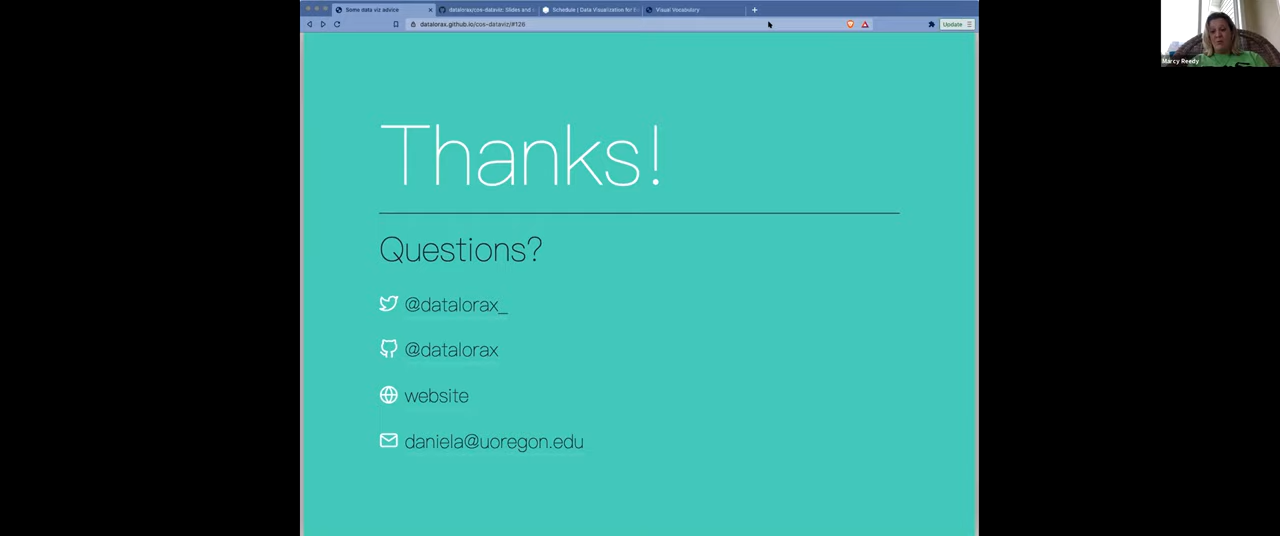 Some data viz advice
datalorax/cos-dataviz: Slides and
Schedule | Data Visualization for
Visual Vocabulary
datalorax.github.io/cos-dataviz/#126
Update
Marcy Reedy
Thanks!
Questions?
@datalorax_
@datalorax
website
daniela@uoregon.edu